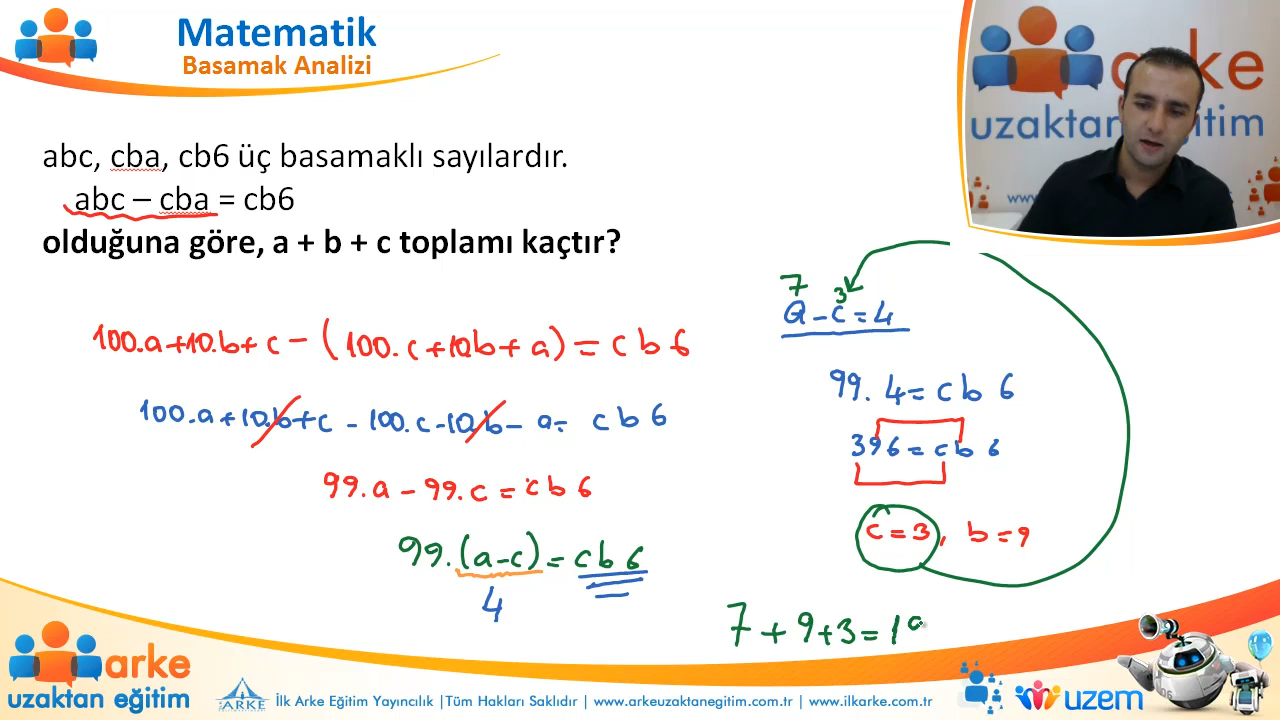 Matematik
Basamak Analizi
arke
uzaktan eğitim
abc, cba, cb6 üç basamaklı sayılardır.
abc – cba = cb6
olduğuna göre, a + b + c toplamı kaçtır?
7 3
a - c = 4
100.a+10.b+c - (100.c+10b+a) = cb6
99. 4 = cb6
100.a+10.b+c - 100.c-10.b- a= cb6
396 = cb6
99.a - 99.c = cb6
c = 3, b = 9
99.(a-c) = cb6
4
7 + 9+3 = 19
arke
uzaktan eğitim
ARKE
İlk Arke Eğitim Yayıncılık | Tüm Hakları Saklıdır | www.arkeuzaktanegitim.com.tr | www.ilkarke.com.tr
uzem